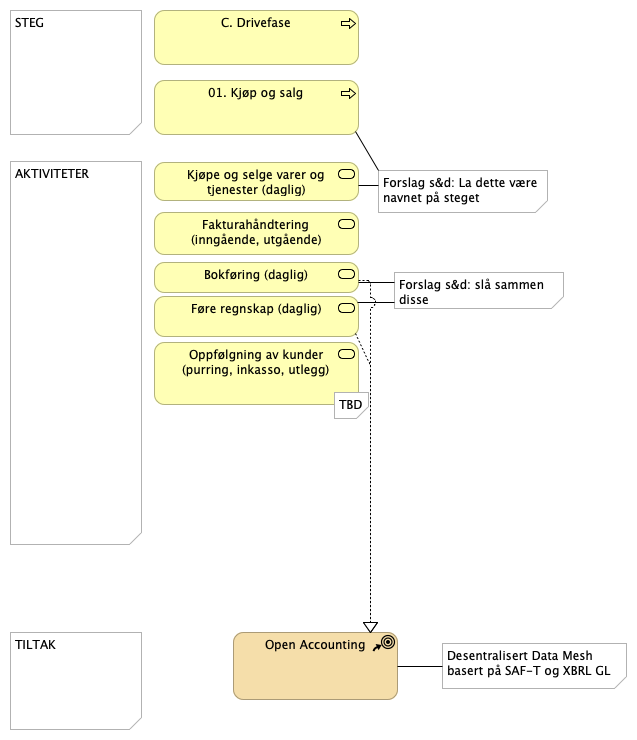 STEG
C. Drivefase
01. Kjøp og salg
AKTIVITETER
Kjøpe og selge varer og
tjenester (daglig)
Forslag s&d: La dette være
navnet på steget
Fakturahåndtering
(inngående, utgående)
Bokføring (daglig)
Forslag s&d: slå sammen
disse
Føre regnskap (daglig)
Oppfølgning av kunder
(purring, inkasso, utlegg)
TBD
TILTAK
Open Accounting
Desentralisert Data Mesh
basert på SAF-T og XBRL GL